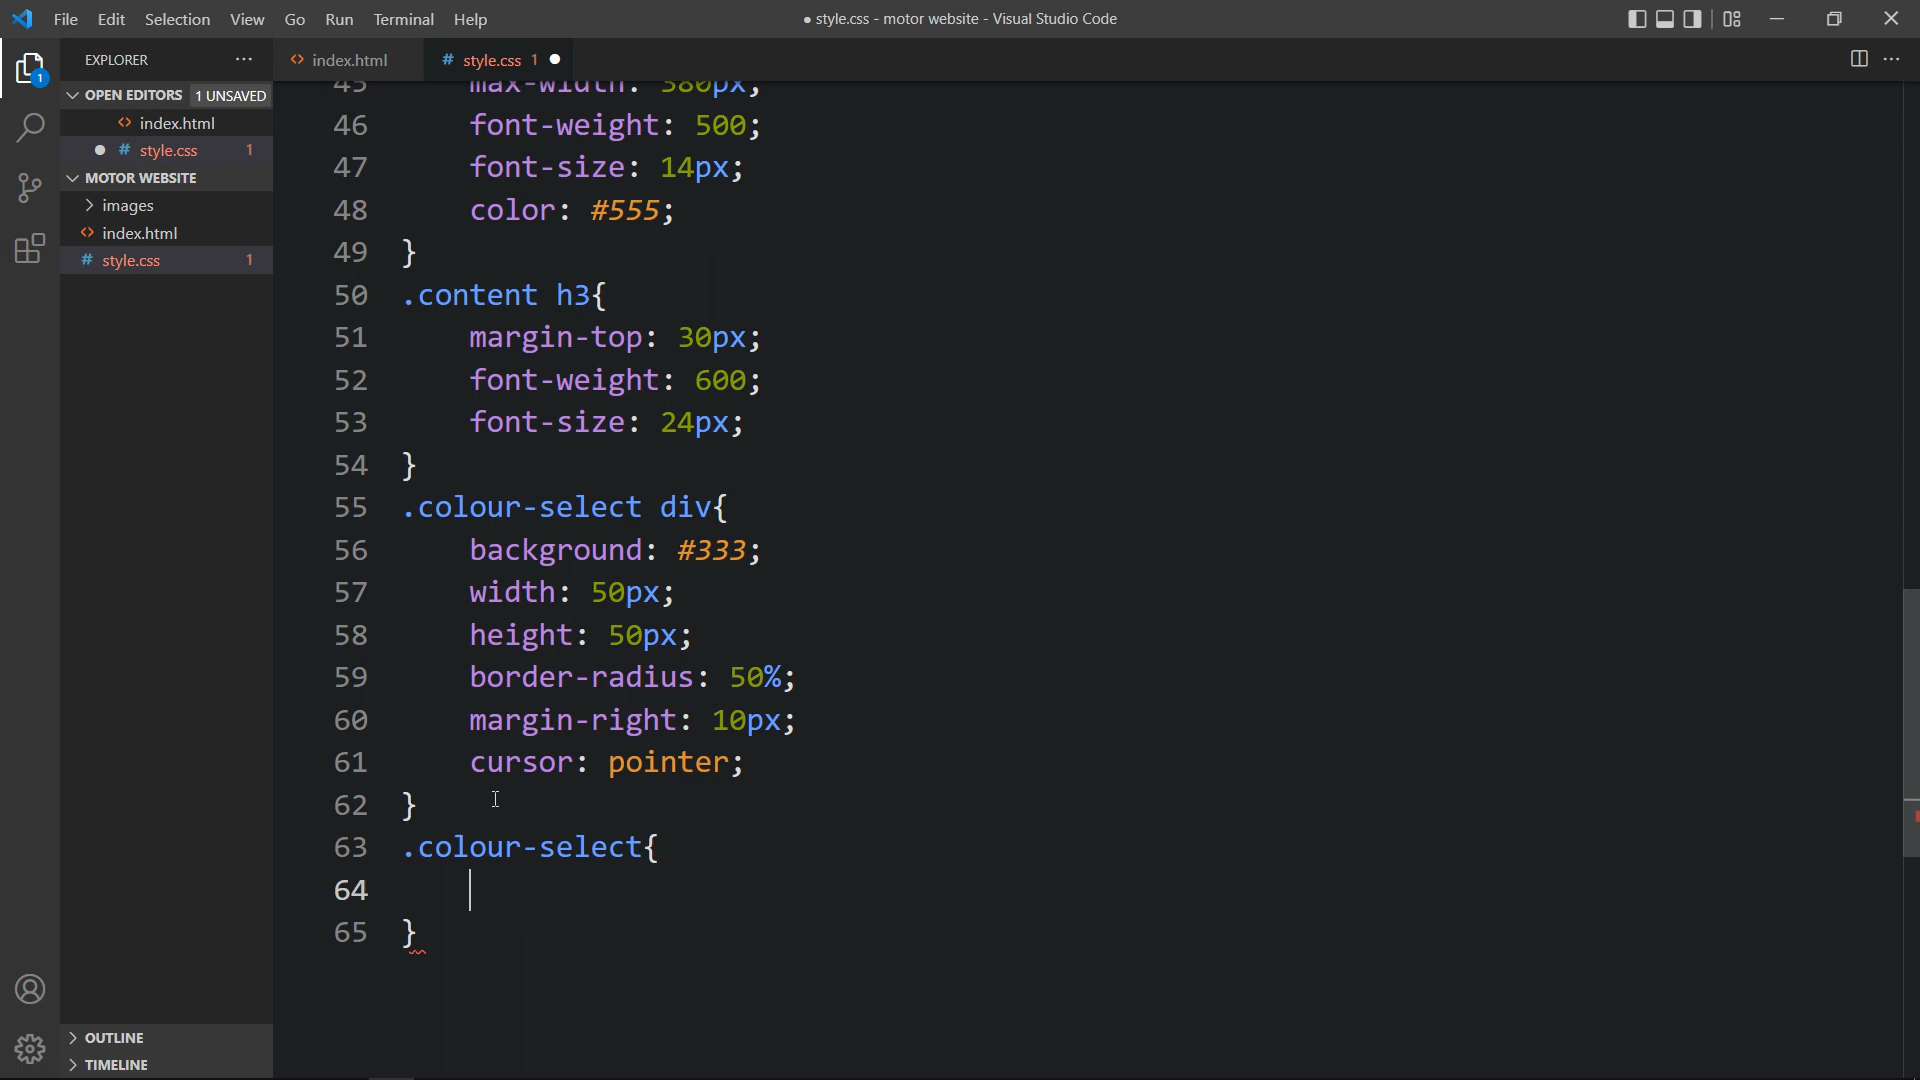 File Edit Selection View Go Run Terminal Help
● style.css - motor website - Visual Studio Code
EXPLORER ···
<> index.html
# style.css 1 ●
OPEN EDITORS 1 UNSAVED
<> index.html
● # style.css 1
MOTOR WEBSITE
> images
<> index.html
# style.css 1
OUTLINE
TIMELINE
1
45 max-width: 380px;
46 font-weight: 500;
47 font-size: 14px;
48 color: #555;
49 }
50 .content h3{
51 margin-top: 30px;
52 font-weight: 600;
53 font-size: 24px;
54 }
55 .colour-select div{
56 background: #333;
57 width: 50px;
58 height: 50px;
59 border-radius: 50%;
60 margin-right: 10px;
61 cursor: pointer;
62 }
63 .colour-select{
64
65 }